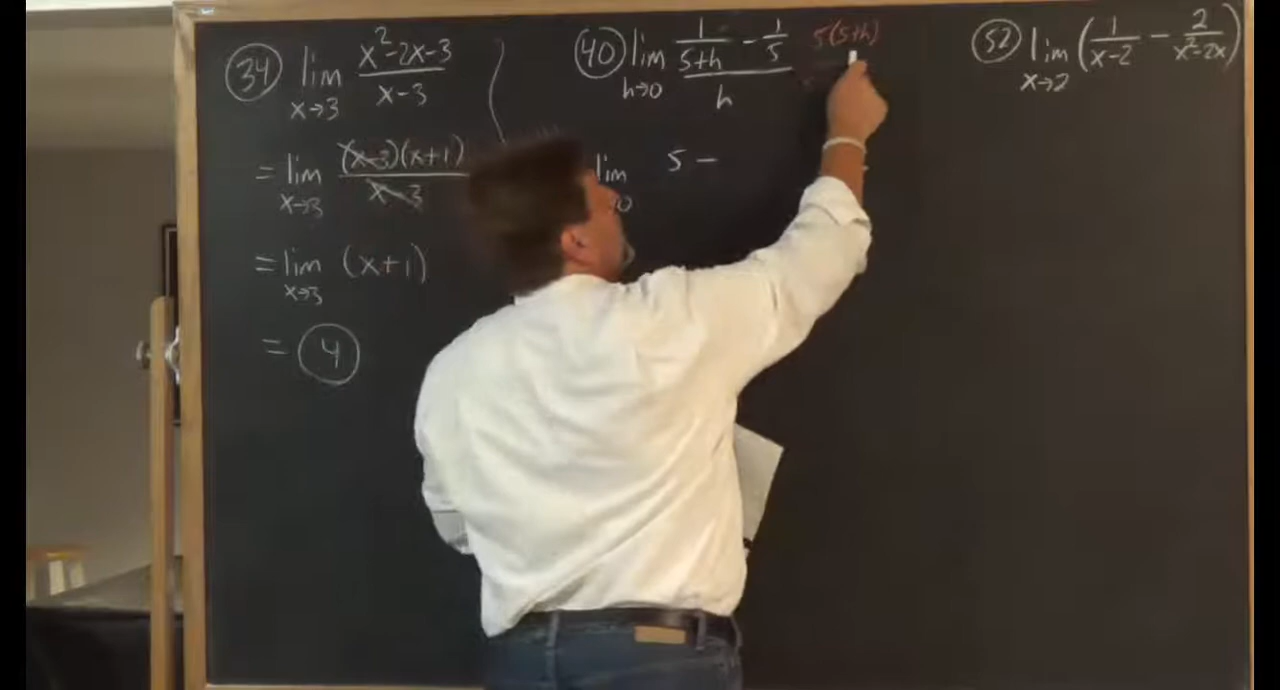 (34) lim x→3 (x²-2x-3)/(x-3)
= lim x→3 (x-3)(x+1)/(x-3)
= lim x→3 (x+1)
= 4
(40) lim h→0 (1/(5+h) - 1/5)/h 5(5+h)
lim 0 5 -
(52) lim x→2 (1/(x-2) - 2/(x²-2x))